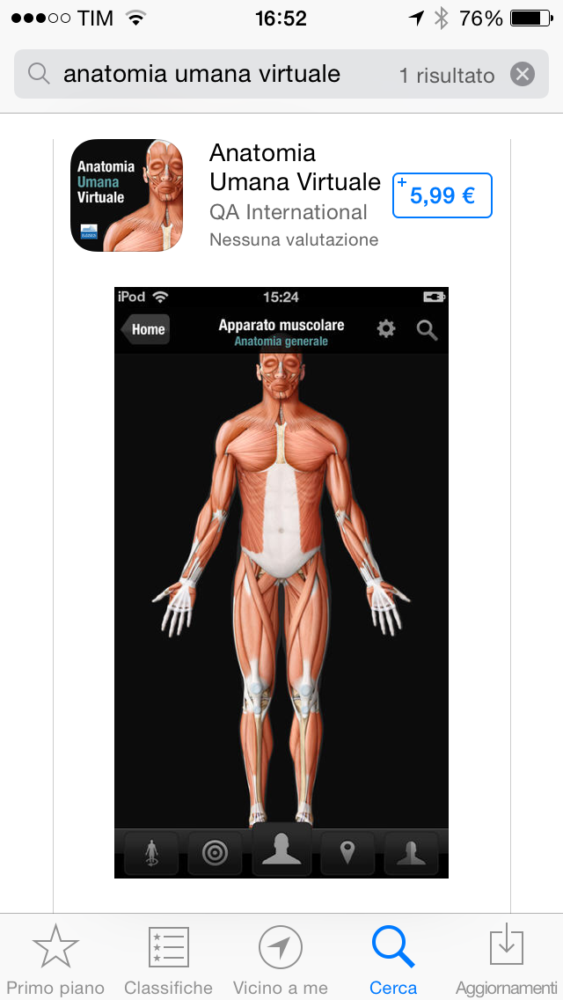 TIM 16:52 76%
anatomia umana virtuale 1 risultato
Anatomia
Umana
Virtuale
Anatomia
Umana Virtuale
QA International
Nessuna valutazione
+ 5,99 €
iPod 15:24
Home
Apparato muscolare
Anatomia generale
Primo piano Classifiche Vicino a me Cerca Aggiornamenti